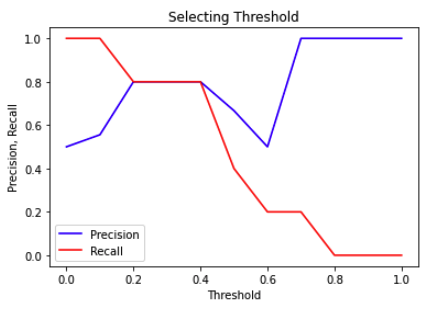 Selecting Threshold
Precision, Recall
1.0
0.8
0.6
0.4
0.2
0.0
Precision
Recall
0.0 0.2 0.4 0.6 0.8 1.0
Threshold